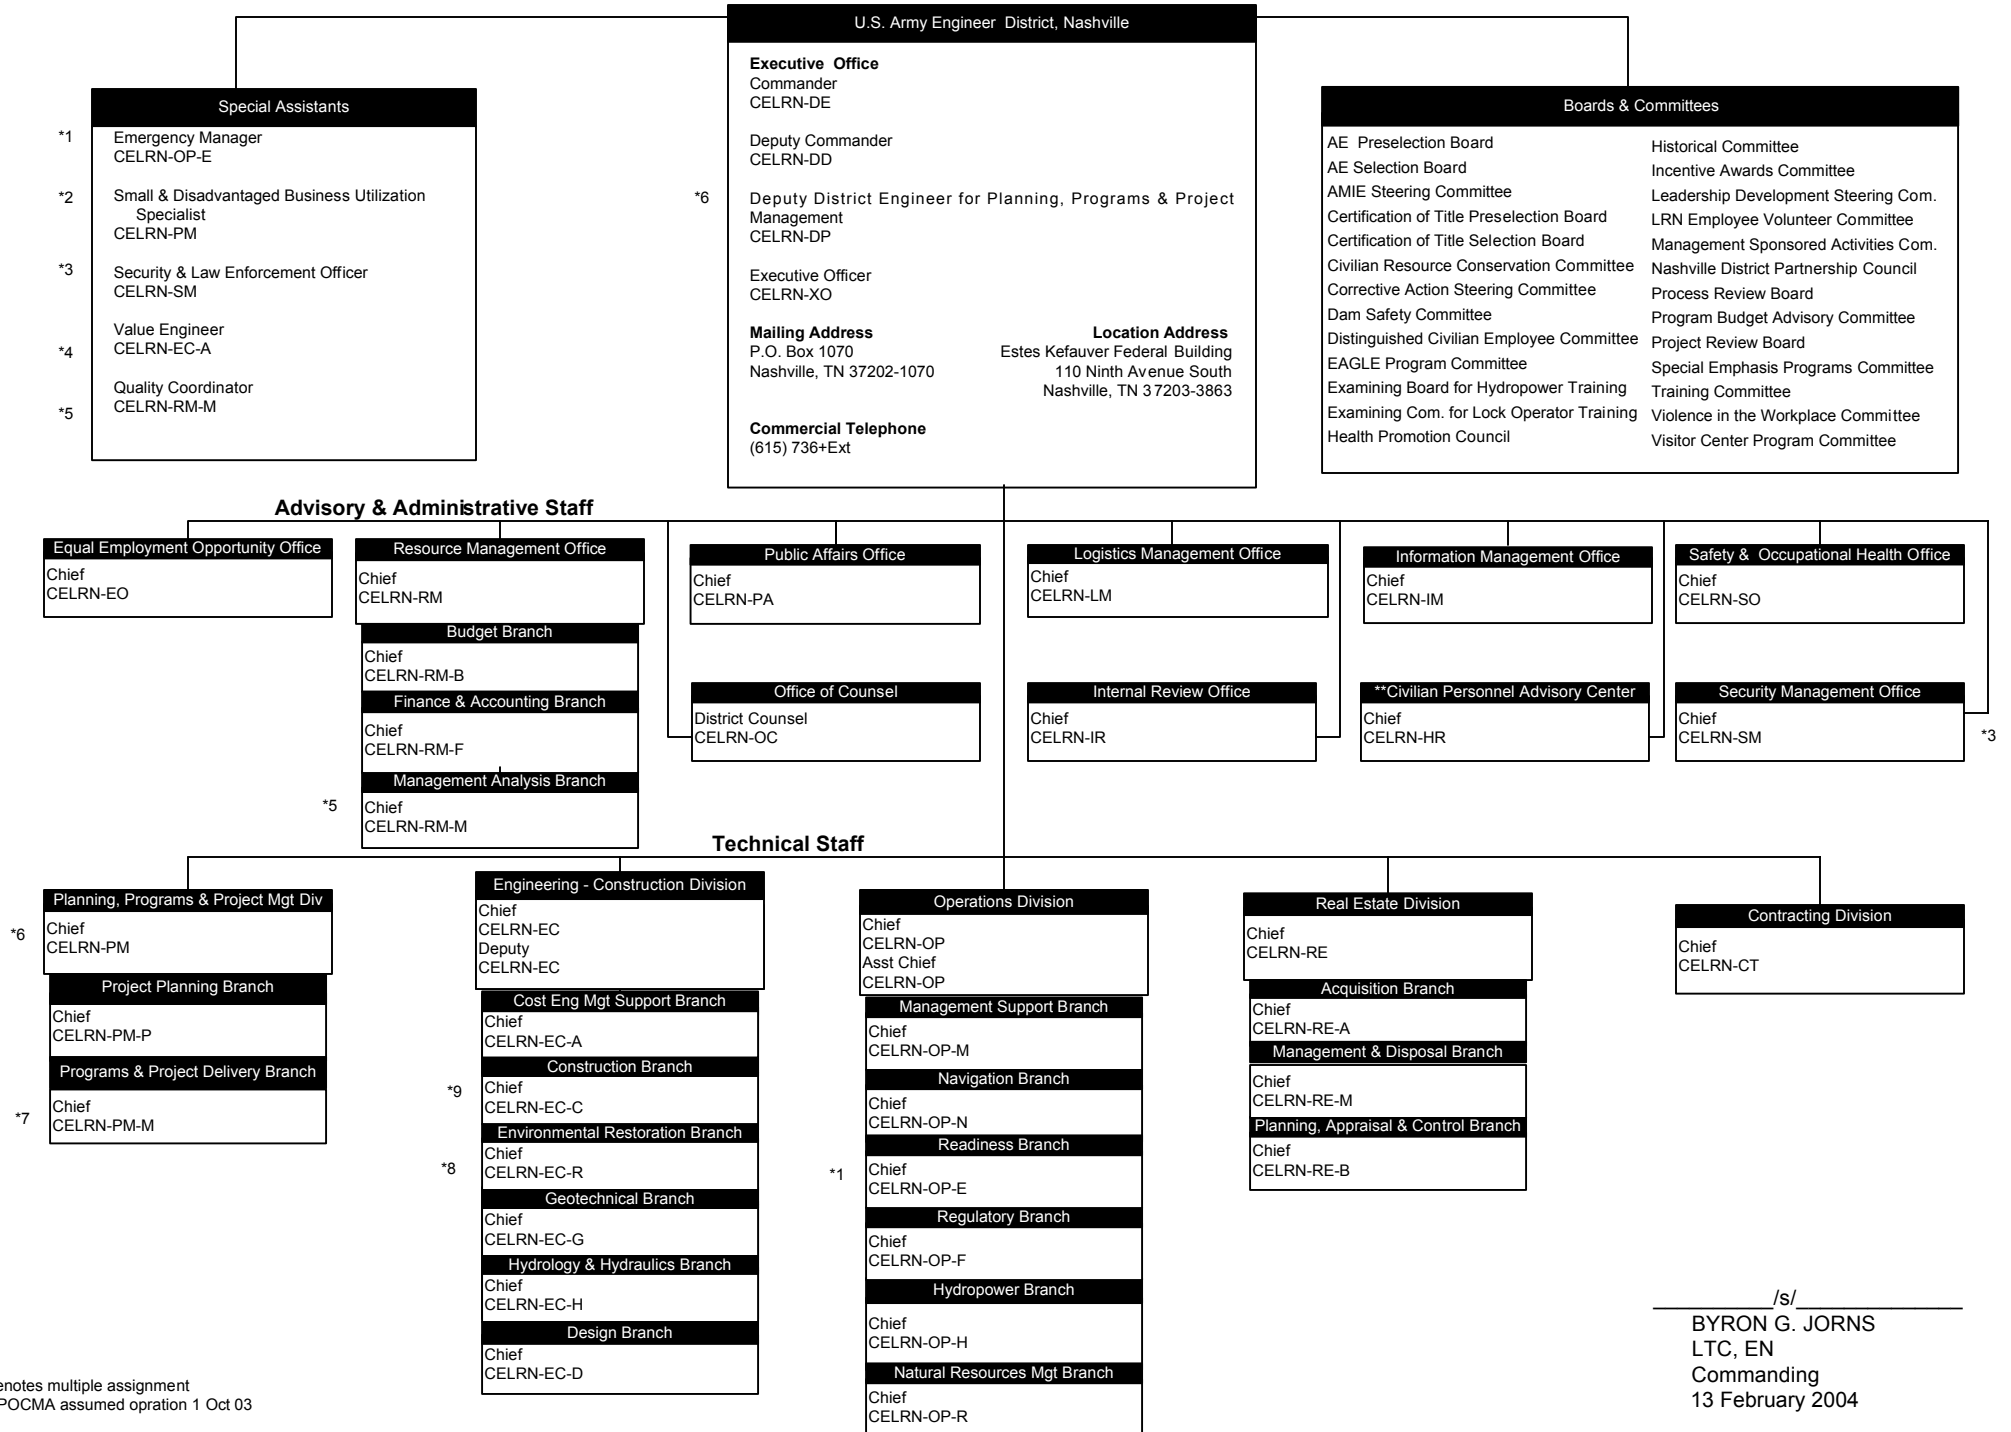 U.S. Army Engineer District, Nashville
Executive Office
Commander
CELRN-DE
Deputy Commander
CELRN-DD
*6
Deputy District Engineer for Planning, Programs & Project
Management
CELRN-DP
Executive Officer
CELRN-XO
Mailing Address
P.O. Box 1070
Nashville, TN 37202-1070
Location Address
Estes Kefauver Federal Building
110 Ninth Avenue South
Nashville, TN 37203-3863
Commercial Telephone
(615) 736+Ext
Special Assistants
*1
Emergency Manager
CELRN-OP-E
*2
Small & Disadvantaged Business Utilization
Specialist
CELRN-PM
*3
Security & Law Enforcement Officer
CELRN-SM
Value Engineer
*4
CELRN-EC-A
Quality Coordinator
CELRN-RM-M
*5
Boards & Committees
AE Preselection Board
AE Selection Board
AMIE Steering Committee
Certification of Title Preselection Board
Certification of Title Selection Board
Civilian Resource Conservation Committee
Corrective Action Steering Committee
Dam Safety Committee
Distinguished Civilian Employee Committee
EAGLE Program Committee
Examining Board for Hydropower Training
Examining Com. for Lock Operator Training
Health Promotion Council
Historical Committee
Incentive Awards Committee
Leadership Development Steering Com.
LRN Employee Volunteer Committee
Management Sponsored Activities Com.
Nashville District Partnership Council
Process Review Board
Program Budget Advisory Committee
Project Review Board
Special Emphasis Programs Committee
Training Committee
Violence in the Workplace Committee
Visitor Center Program Committee
Advisory & Administrative Staff
Equal Employment Opportunity Office
Chief
CELRN-EO
Resource Management Office
Chief
CELRN-RM
Budget Branch
Chief
CELRN-RM-B
Finance & Accounting Branch
Chief
CELRN-RM-F
Management Analysis Branch
*5
Chief
CELRN-RM-M
Public Affairs Office
Chief
CELRN-PA
Office of Counsel
District Counsel
CELRN-OC
Logistics Management Office
Chief
CELRN-LM
Internal Review Office
Chief
CELRN-IR
Information Management Office
Chief
CELRN-IM
**Civilian Personnel Advisory Center
Chief
CELRN-HR
Safety & Occupational Health Office
Chief
CELRN-SO
Security Management Office
Chief
CELRN-SM
*3
Technical Staff
Planning, Programs & Project Mgt Div
*6
Chief
CELRN-PM
Project Planning Branch
Chief
CELRN-PM-P
Programs & Project Delivery Branch
*7
Chief
CELRN-PM-M
Engineering - Construction Division
Chief
CELRN-EC
Deputy
CELRN-EC
Cost Eng Mgt Support Branch
Chief
CELRN-EC-A
Construction Branch
*9
Chief
CELRN-EC-C
Environmental Restoration Branch
*8
Chief
CELRN-EC-R
Geotechnical Branch
Chief
CELRN-EC-G
Hydrology & Hydraulics Branch
Chief
CELRN-EC-H
Design Branch
Chief
CELRN-EC-D
Operations Division
Chief
CELRN-OP
Asst Chief
CELRN-OP
Management Support Branch
Chief
CELRN-OP-M
Navigation Branch
Chief
CELRN-OP-N
Readiness Branch
*1
Chief
CELRN-OP-E
Regulatory Branch
Chief
CELRN-OP-F
Hydropower Branch
Chief
CELRN-OP-H
Natural Resources Mgt Branch
Chief
CELRN-OP-R
Real Estate Division
Chief
CELRN-RE
Acquisition Branch
Chief
CELRN-RE-A
Management & Disposal Branch
Chief
CELRN-RE-M
Planning, Appraisal & Control Branch
Chief
CELRN-RE-B
Contracting Division
Chief
CELRN-CT
/s/
BYRON G. JORNS
LTC, EN
Commanding
13 February 2004
enotes multiple assignment
POCMA assumed opration 1 Oct 03